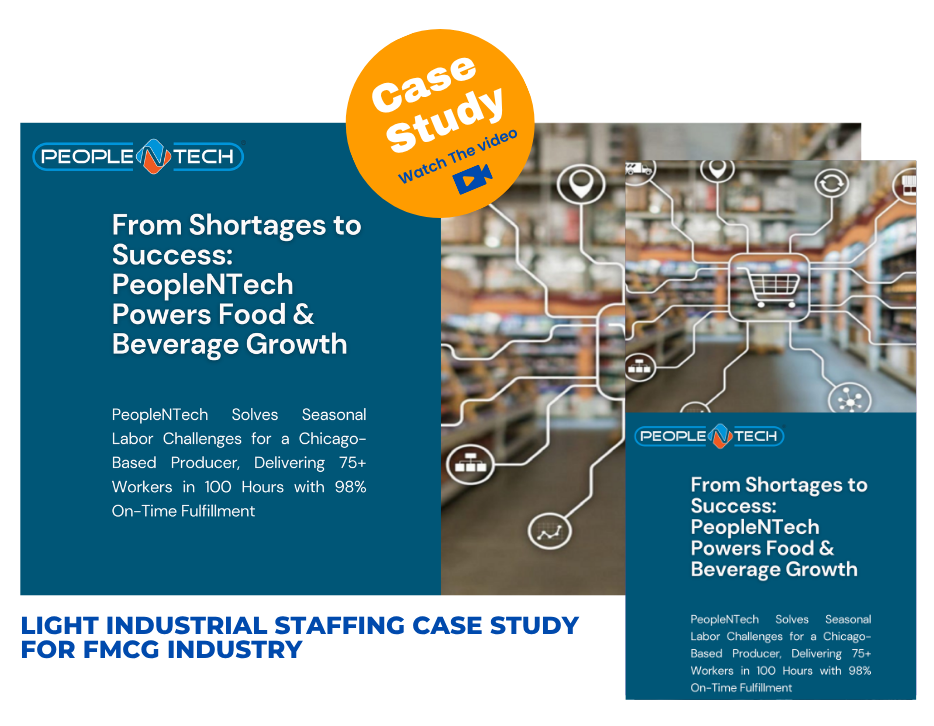 Case
Study
Watch The video
PEOPLE N TECH
From Shortages to
Success:
PeopleNTech
Powers Food &
Beverage Growth
PeopleNTech Solves Seasonal
Labor Challenges for a Chicago-
Based Producer, Delivering 75+
Workers in 100 Hours with 98%
On-Time Fulfillment
PEOPLE N TECH
From Shortages to
Success:
PeopleNTech
Powers Food &
Beverage Growth
PeopleNTech Solves Seasonal
Labor Challenges for a Chicago-
Based Producer, Delivering 75+
Workers in 100 Hours with 98%
On-Time Fulfillment
LIGHT INDUSTRIAL STAFFING CASE STUDY
FOR FMCG INDUSTRY